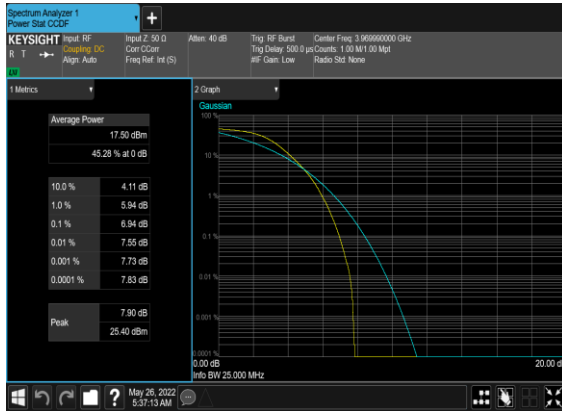 Spectrum Analyzer 1
Power Stat CCDF
KEYSIGHT
R T
LXI
Input: RF
Coupling: DC
Align: Auto
Input Z: 50 Ω
Corr CCorr
Freq Ref: Int (S)
Atten: 40 dB
Trig: RF Burst
Trig Delay: 500.0 µs
#IF Gain: Low
Center Freq: 3.969990000 GHz
Counts: 1.00 M/1.00 Mpt
Radio Std: None
1 Metrics
Average Power
17.50 dBm
45.28 % at 0 dB
10.0 % 4.11 dB
1.0 % 5.94 dB
0.1 % 6.94 dB
0.01 % 7.55 dB
0.001 % 7.73 dB
0.0001 % 7.83 dB
Peak
7.90 dB
25.40 dBm
2 Graph
Gaussian
100 %
10 %
1 %
0.1 %
0.01 %
0.001 %
0.0001 %
0.00 dB
20.00 dB
Info BW 25.000 MHz
?
May 26, 2022
5:37:13 AM